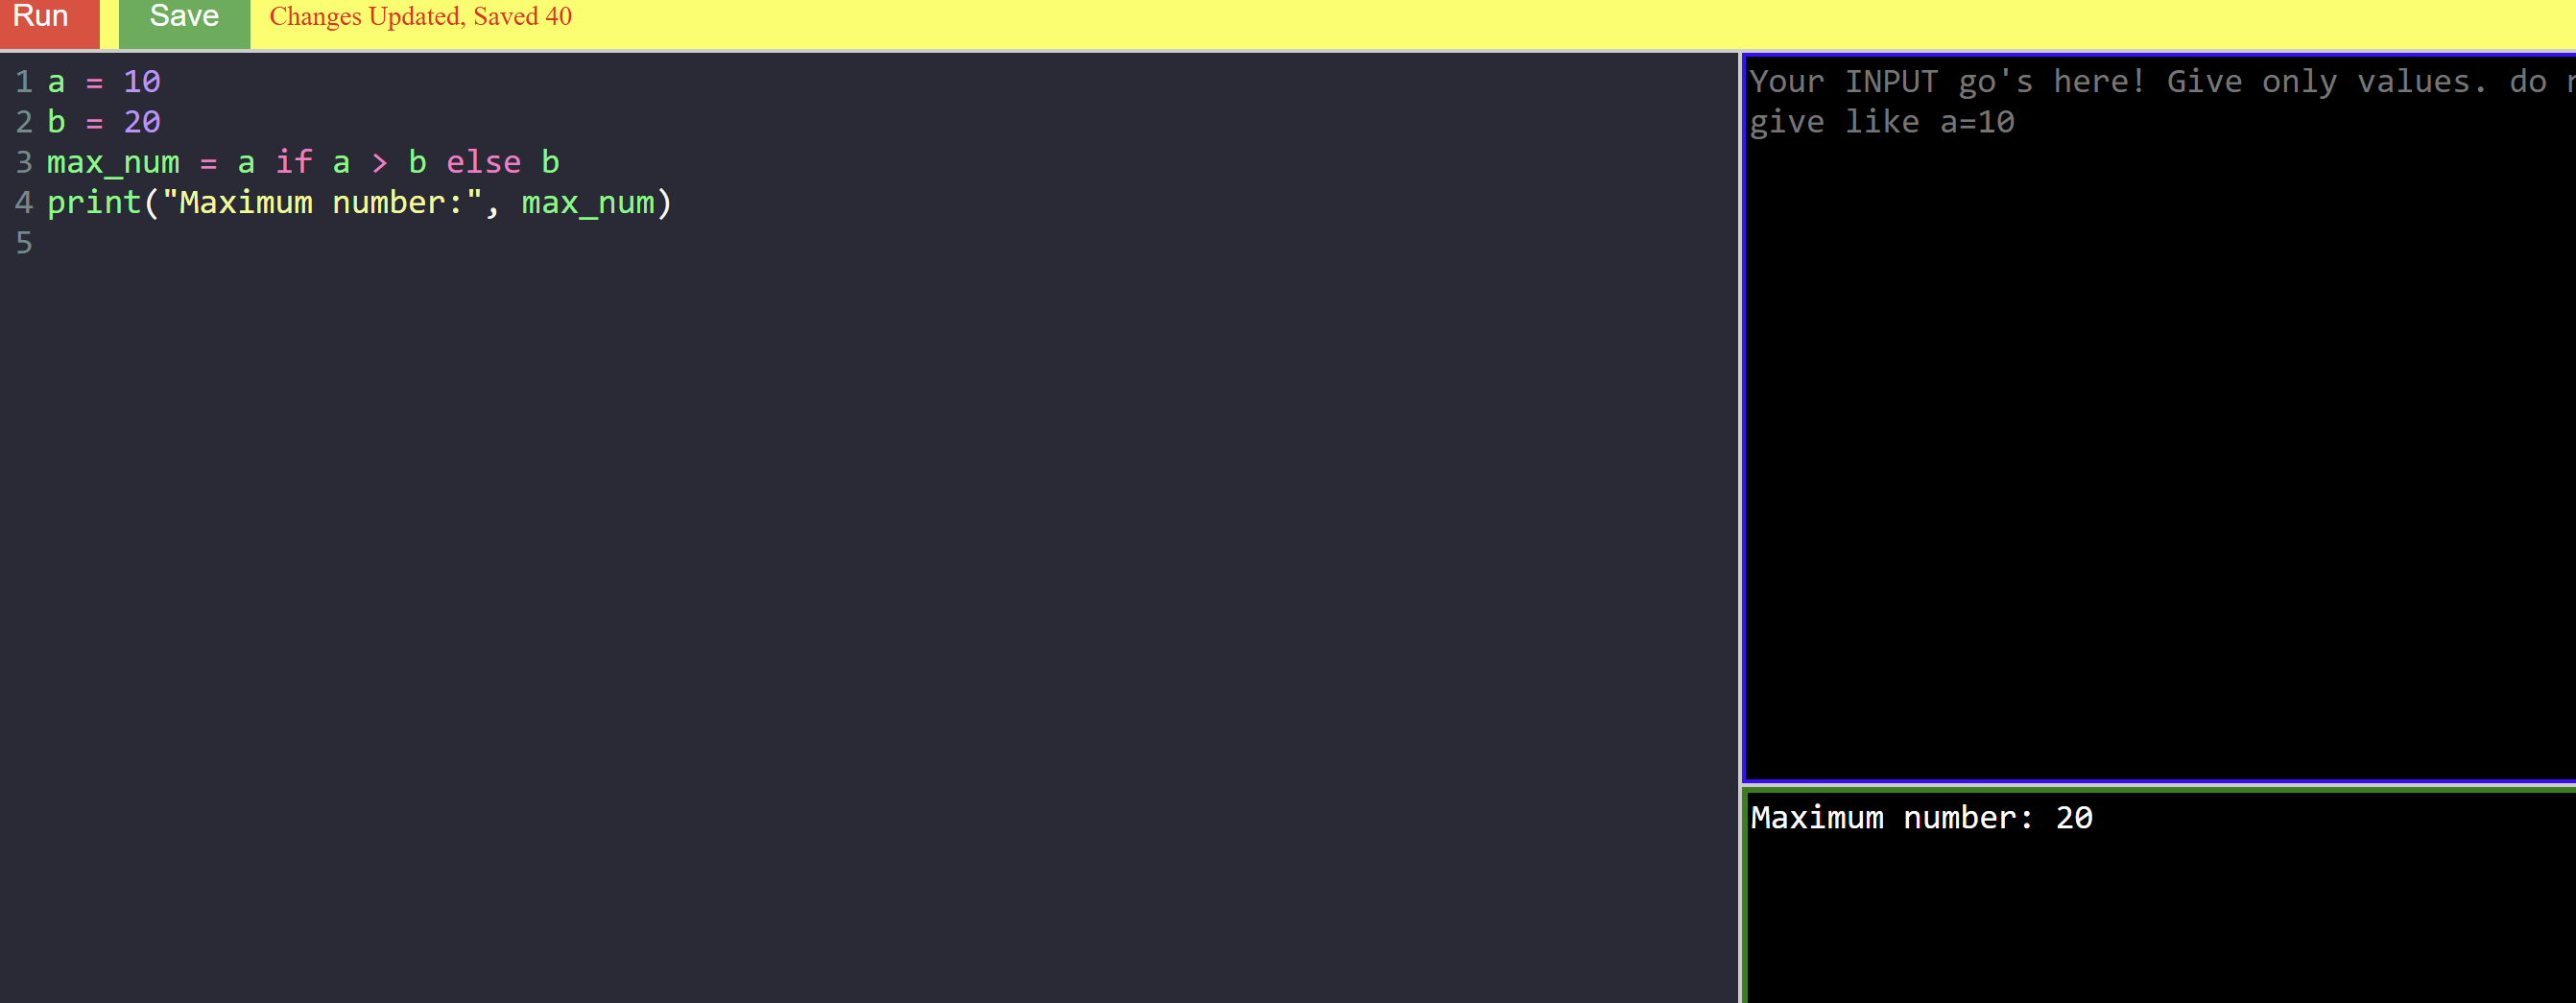 Run Save Changes Updated, Saved 40
1 a = 10
2 b = 20
3 max_num = a if a > b else b
4 print("Maximum number:", max_num)
5
Your INPUT go's here! Give only values. do
give like a=10
Maximum number: 20